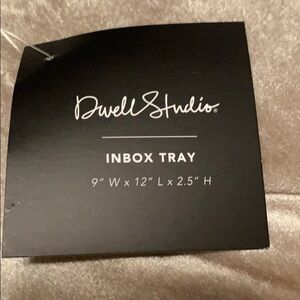 DwellStudio®
INBOX TRAY
9" W x 12" L x 2.5" H